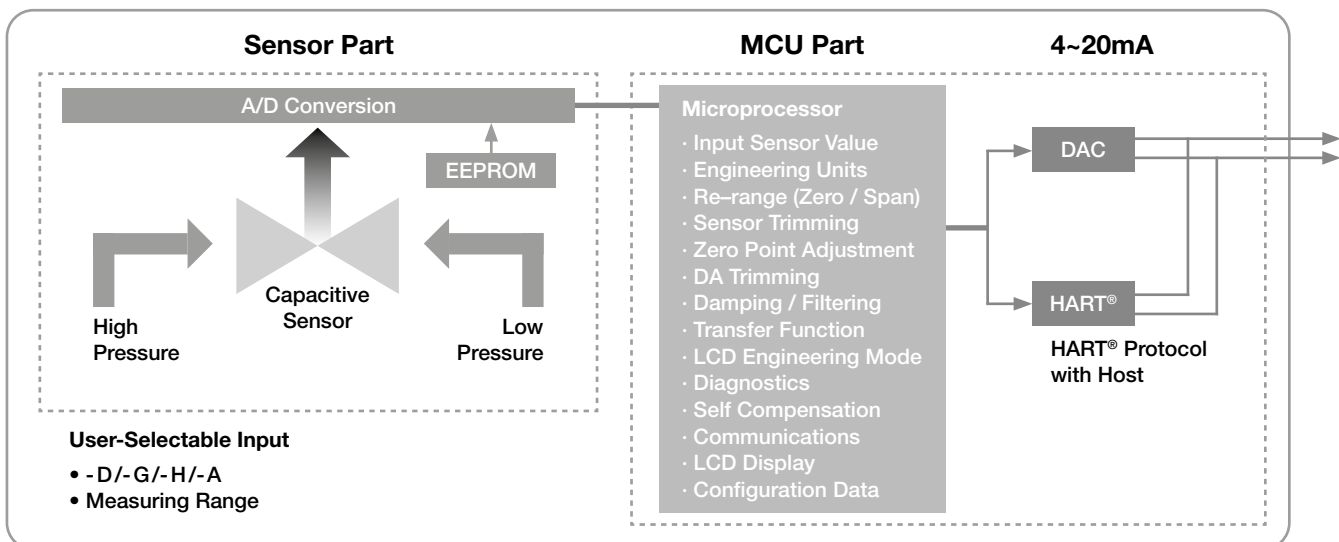 Sensor Part
MCU Part
4~20mA
A/D Conversion
EEPROM
Capacitive
Sensor
High
Pressure
Low
Pressure
User-Selectable Input
• -D/-G/-H/-A
• Measuring Range
Microprocessor
· Input Sensor Value
· Engineering Units
· Re–range (Zero / Span)
· Sensor Trimming
· Zero Point Adjustment
· DA Trimming
· Damping / Filtering
· Transfer Function
· LCD Engineering Mode
· Diagnostics
· Self Compensation
· Communications
· LCD Display
· Configuration Data
DAC
HART®
HART® Protocol
with Host